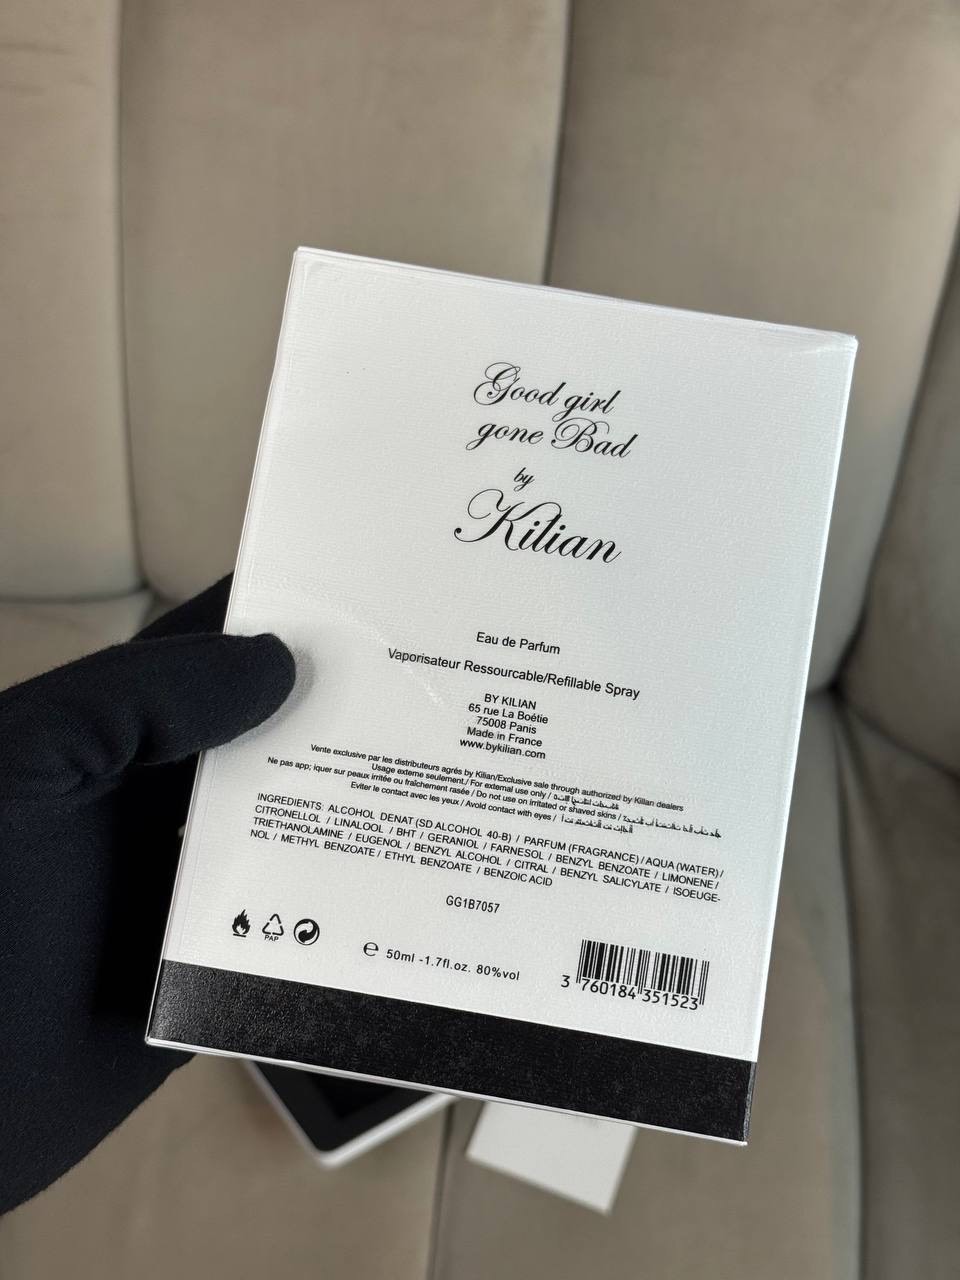 Good girl
gone Bad
by
Kilian
Eau de Parfum
Vaporisateur Ressourcable/Refillable Spray
BY KILIAN
65 rue La Boétie
75008 Panis
Made in France
www.bykilian.com
Vente exclusive par les distributeurs agrés by Kilian/Exclusive sale through authorized by Kilian dealers
Usage externe seulement./ For external use only /
Ne pas app; iquer sur peaux irritée ou fraîchement rasée / Do not use on irritated or shaved skins /
Eviter le contact avec les yeux / Avoid contact with eyes /
INGREDIENTS: ALCOHOL DENAT (SD ALCOHOL 40-B) / PARFUM (FRAGRANCE) / AQUA (WATER) /
CITRONELLOL / LINALOOL / BHT / GERANIOL / FARNESOL / BENZYL BENZOATE / LIMONENE /
TRIETHANOLAMINE / EUGENOL / BENZYL ALCOHOL / CITRAL / BENZYL SALICYLATE / ISOEUGE-
NOL / METHYL BENZOATE / ETHYL BENZOATE / BENZOIC ACID
GG1B7057
PAP
e 50ml -1.7fl.oz. 80%vol
3 760184 351523